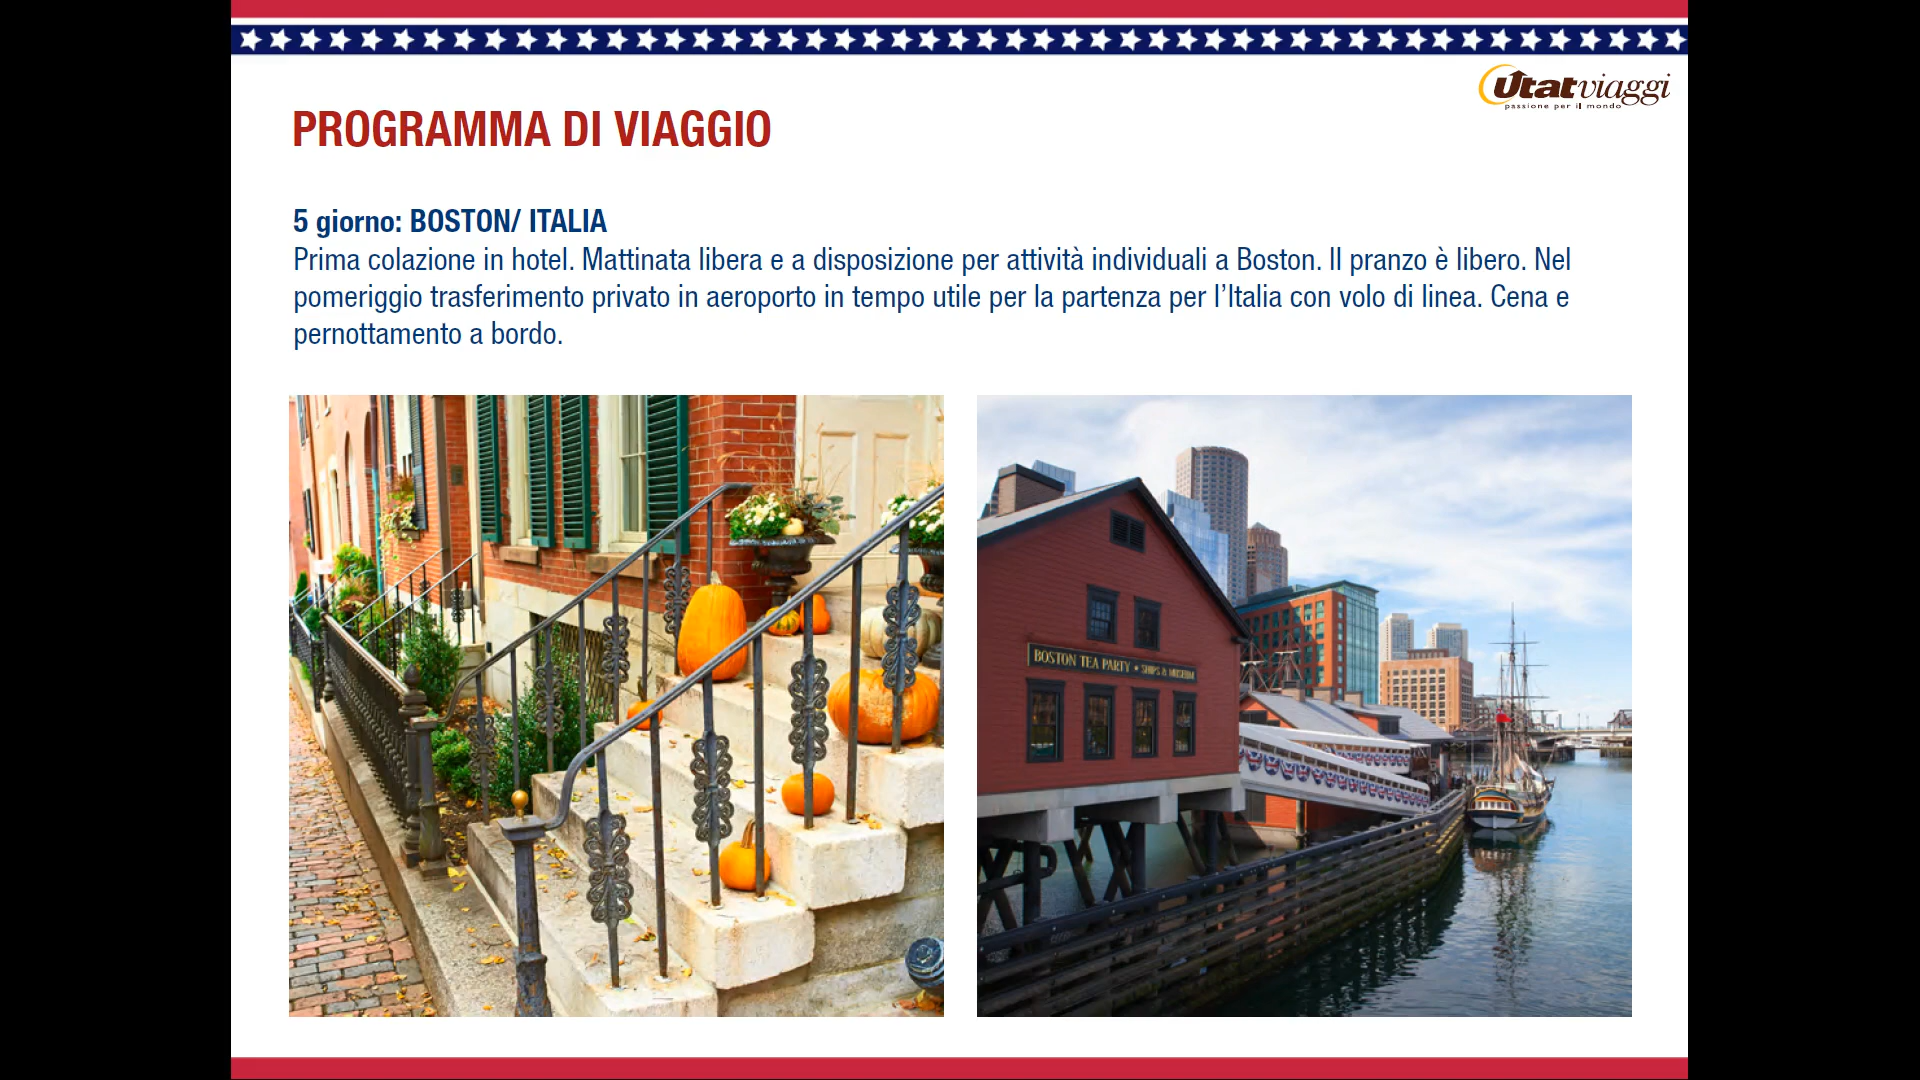 Utatviaggi
passione per il mondo
PROGRAMMA DI VIAGGIO
5 giorno: BOSTON/ ITALIA
Prima colazione in hotel. Mattinata libera e a disposizione per attività individuali a Boston. Il pranzo è libero. Nel
pomeriggio trasferimento privato in aeroporto in tempo utile per la partenza per l’Italia con volo di linea. Cena e
pernottamento a bordo.
BOSTON TEA PARTY • SHIPS & MUSEUM